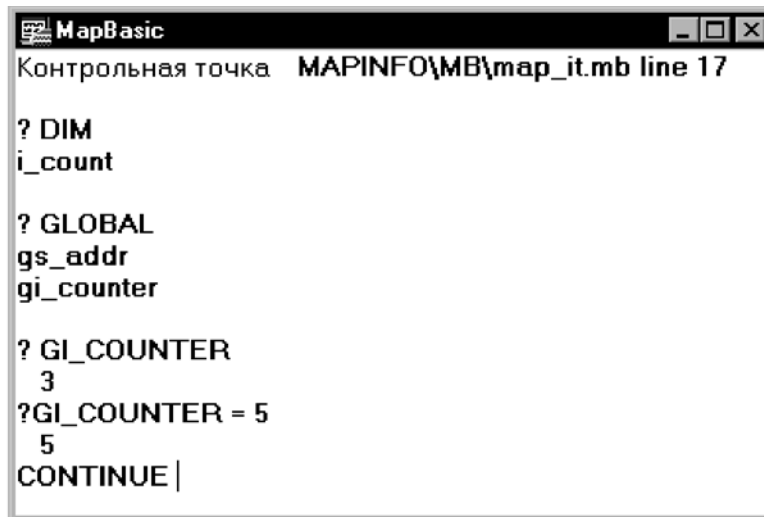 MapBasic
Контрольная точка MAPINFO\MB\map_it.mb line 17
? DIM
i_count
? GLOBAL
gs_addr
gi_counter
? GI_COUNTER
3
?GI_COUNTER = 5
5
CONTINUE